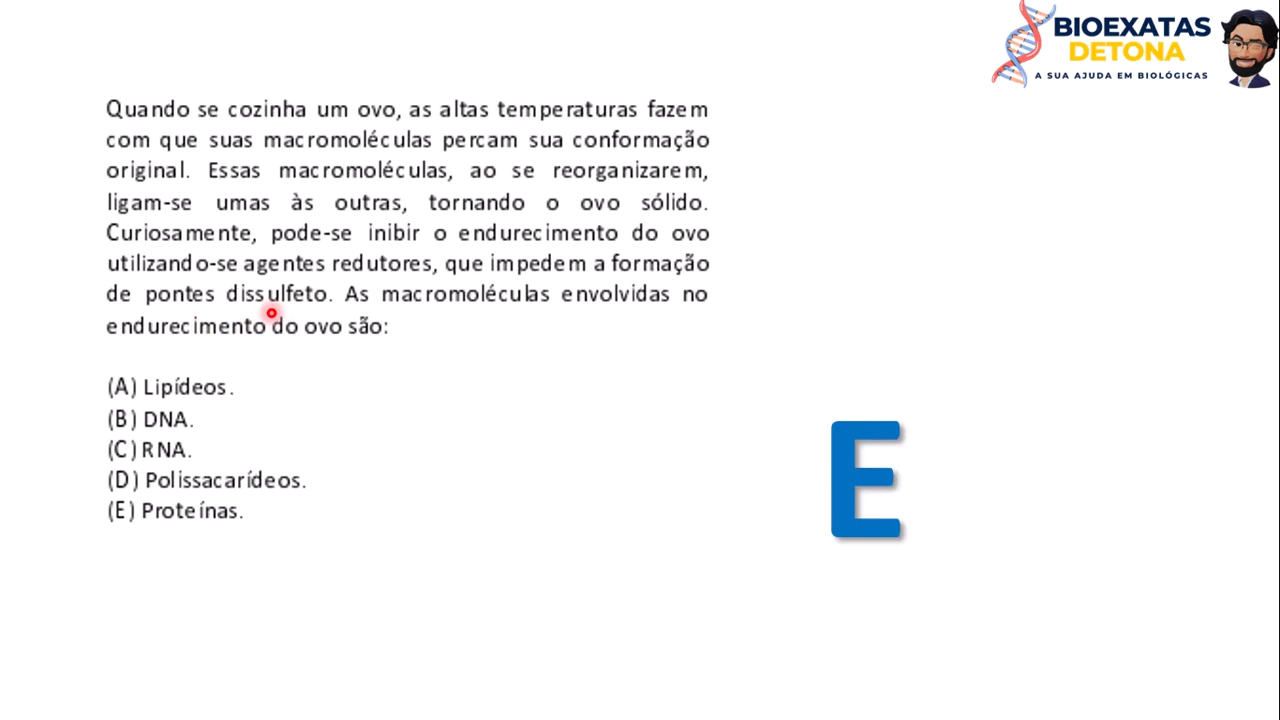 BIOEXATAS
DETONA
A SUA AJUDA EM BIOLÓGICAS
Quando se cozinha um ovo, as altas temperaturas fazem
com que suas macromoléculas percam sua conformação
original. Essas macromoléculas, ao se reorganizarem,
ligam-se umas às outras, tornando o ovo sólido.
Curiosamente, pode-se inibir o endurecimento do ovo
utilizando-se agentes redutores, que impedem a formação
de pontes dissulfeto. As macromoléculas envolvidas no
endurecimento do ovo são:
(A) Lipídeos.
(B) DNA.
(C) RNA.
(D) Polissacarídeos.
(E) Proteínas.
E